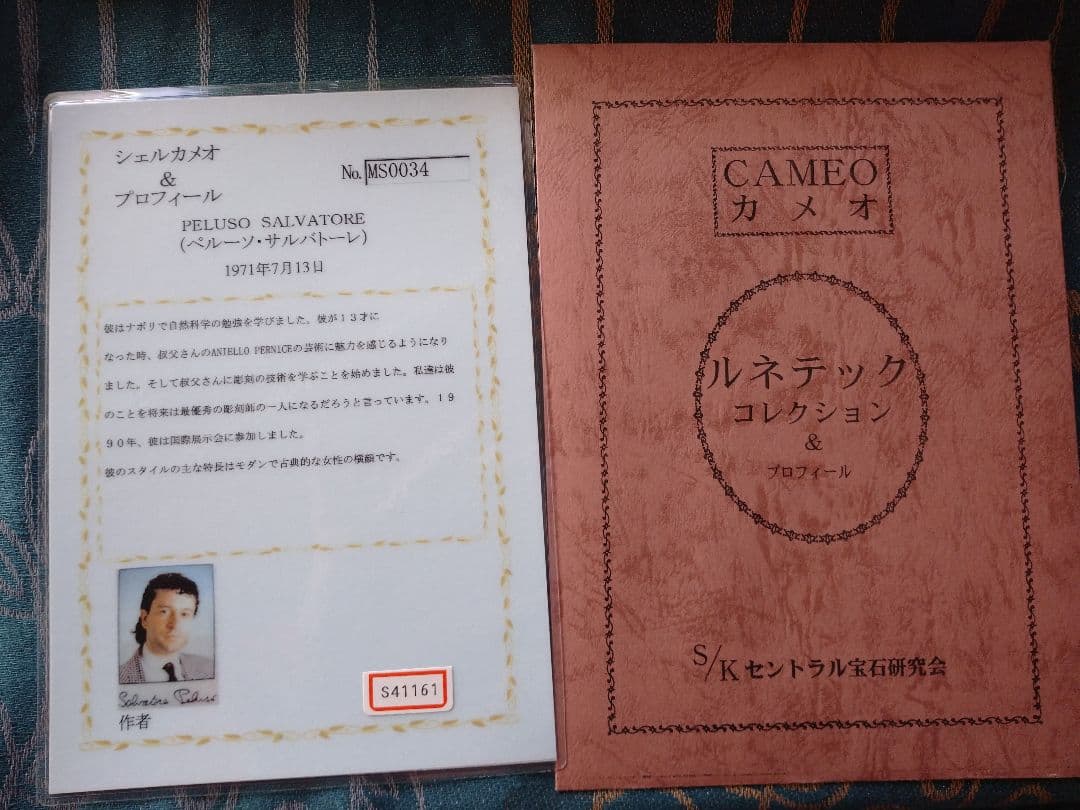 シェルカメオ
&
プロフィール
No. MS0034
PELUSO SALVATORE
(ペルーソ・サルバトーレ)
1971年7月13日
彼はナポリで自然科学の勉強を学びました。彼が13才に
なった時、叔父さんのANIELLO PERNICEの芸術に魅力を感じるようになり
ました。そして叔父さんに彫刻の技術を学ぶことを始めました。私達は彼
のことを将来は最優秀の彫刻師の一人になるだろうと言っています。19
90年、彼は国際展示会に参加しました。
彼のスタイルの主な特長はモダンで古典的な女性の横顔です。
Salvatore Peluso
作者
S41161
CAMEO
カメオ
ルネテック
コレクション
&
プロフィール
S/K セントラル宝石研究会